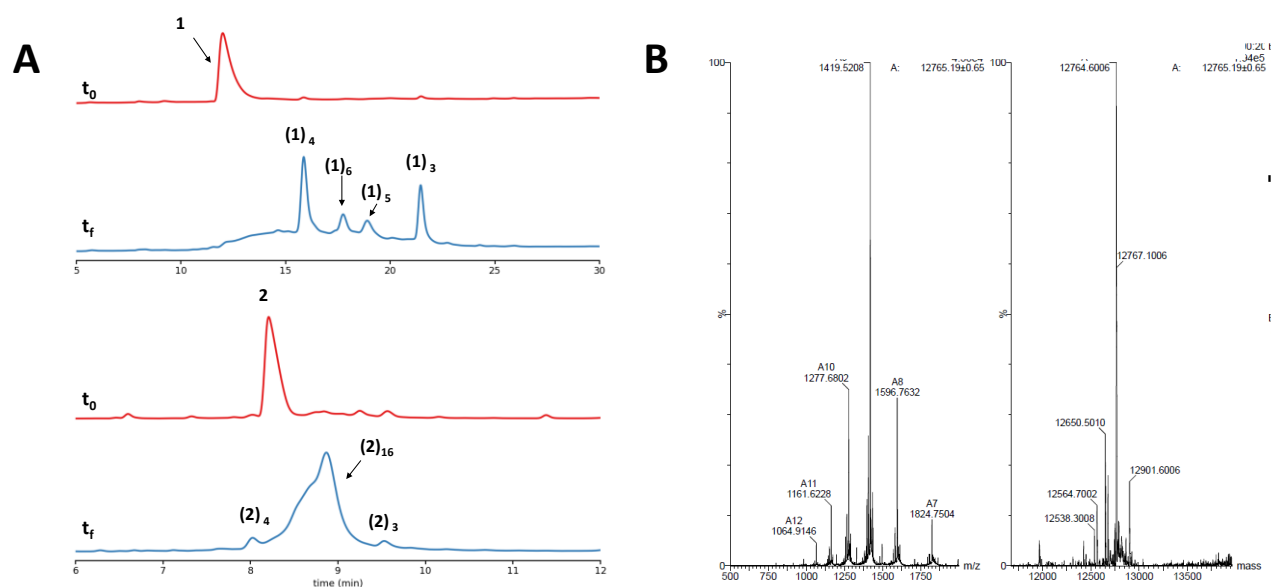 A
1
t0
(1)4
(1)6
(1)5
(1)3
tf
5 10 15 20 25 30
2
t0
(2)16
(2)4
(2)3
tf
6 7 8 9 10 11 12
time (min)
B
100
1419.5208
A: 12765.19±0.65
%
A10
1277.6802
A8
1596.7632
A11
1161.6228
A7
1824.7504
A12
1064.9146
500 750 1000 1250 1500 1750 m/z
100
12764.6006
A: 12765.19±0.65
12767.1006
%
12650.5010
12901.6006
12564.7002
12538.3008
12000 12500 13000 13500 mass